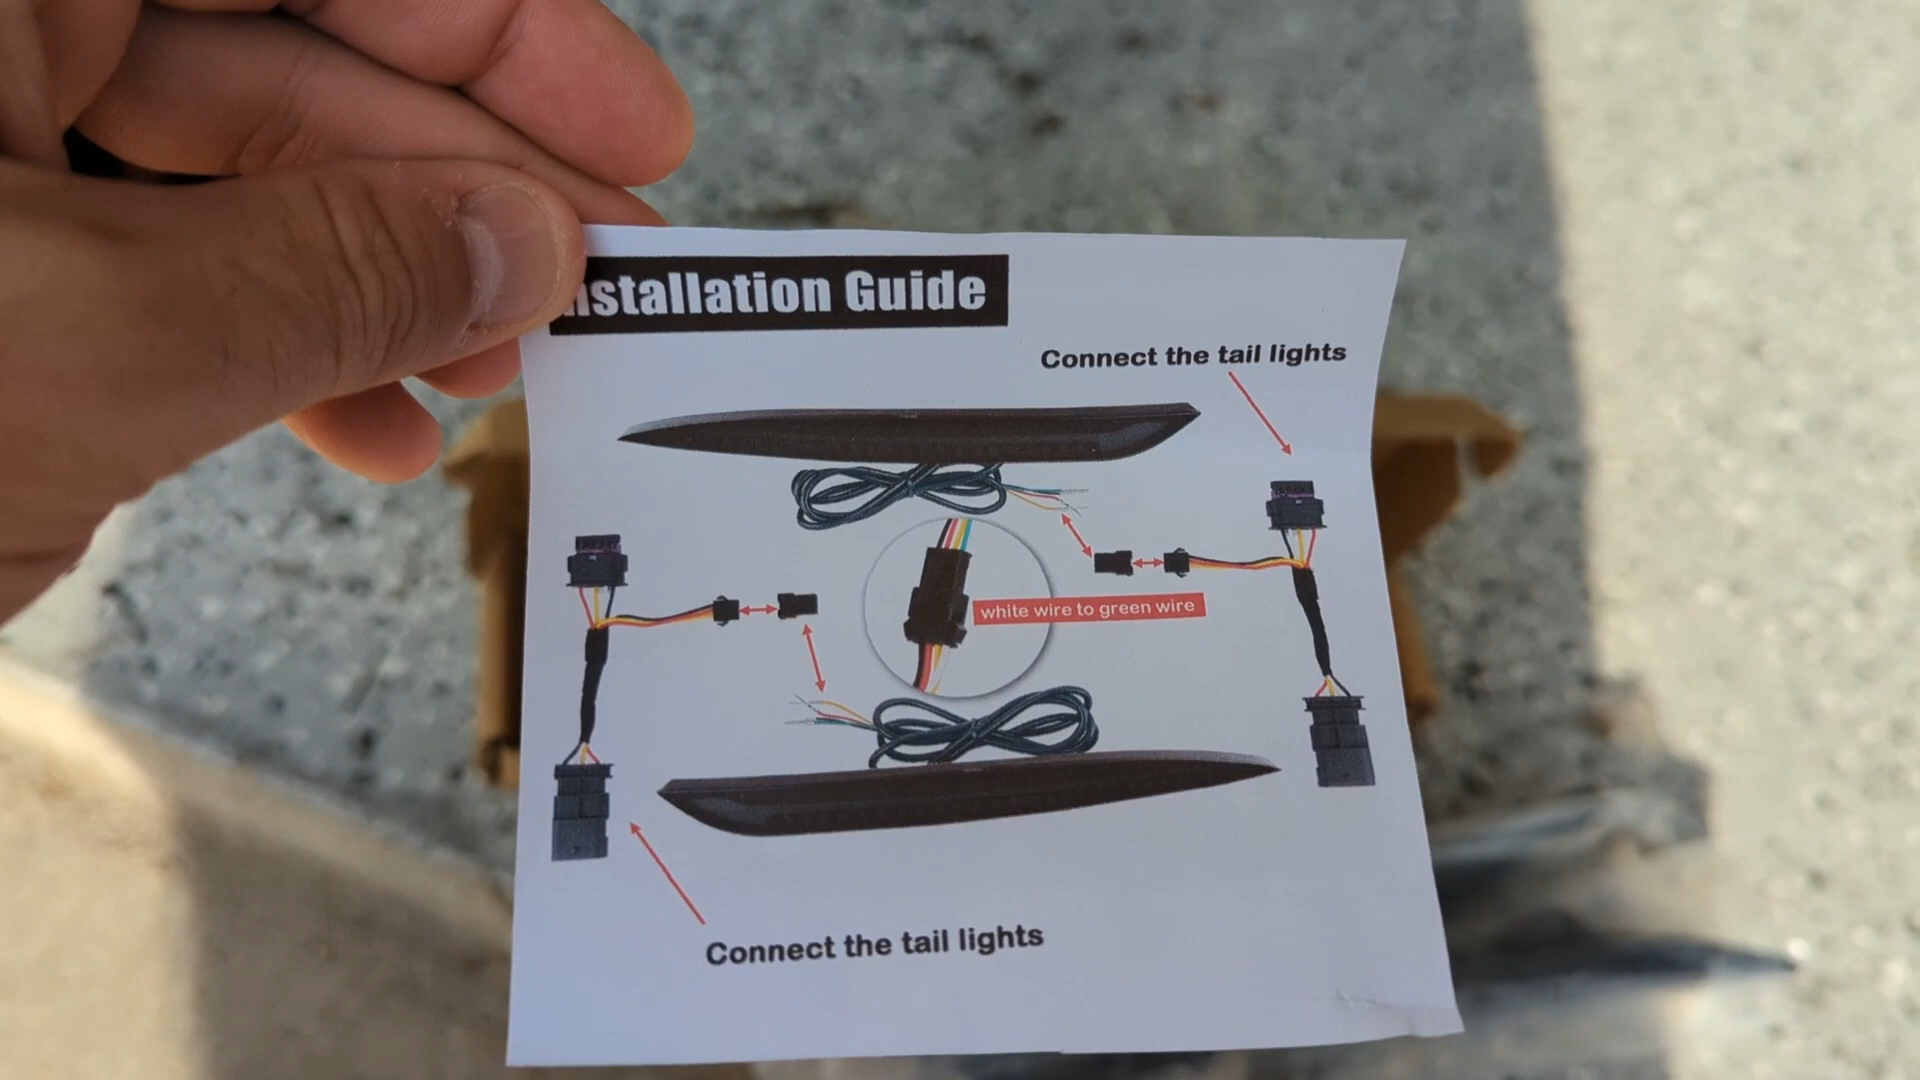 nstallation Guide
Connect the tail lights
white wire to green wire
Connect the tail lights